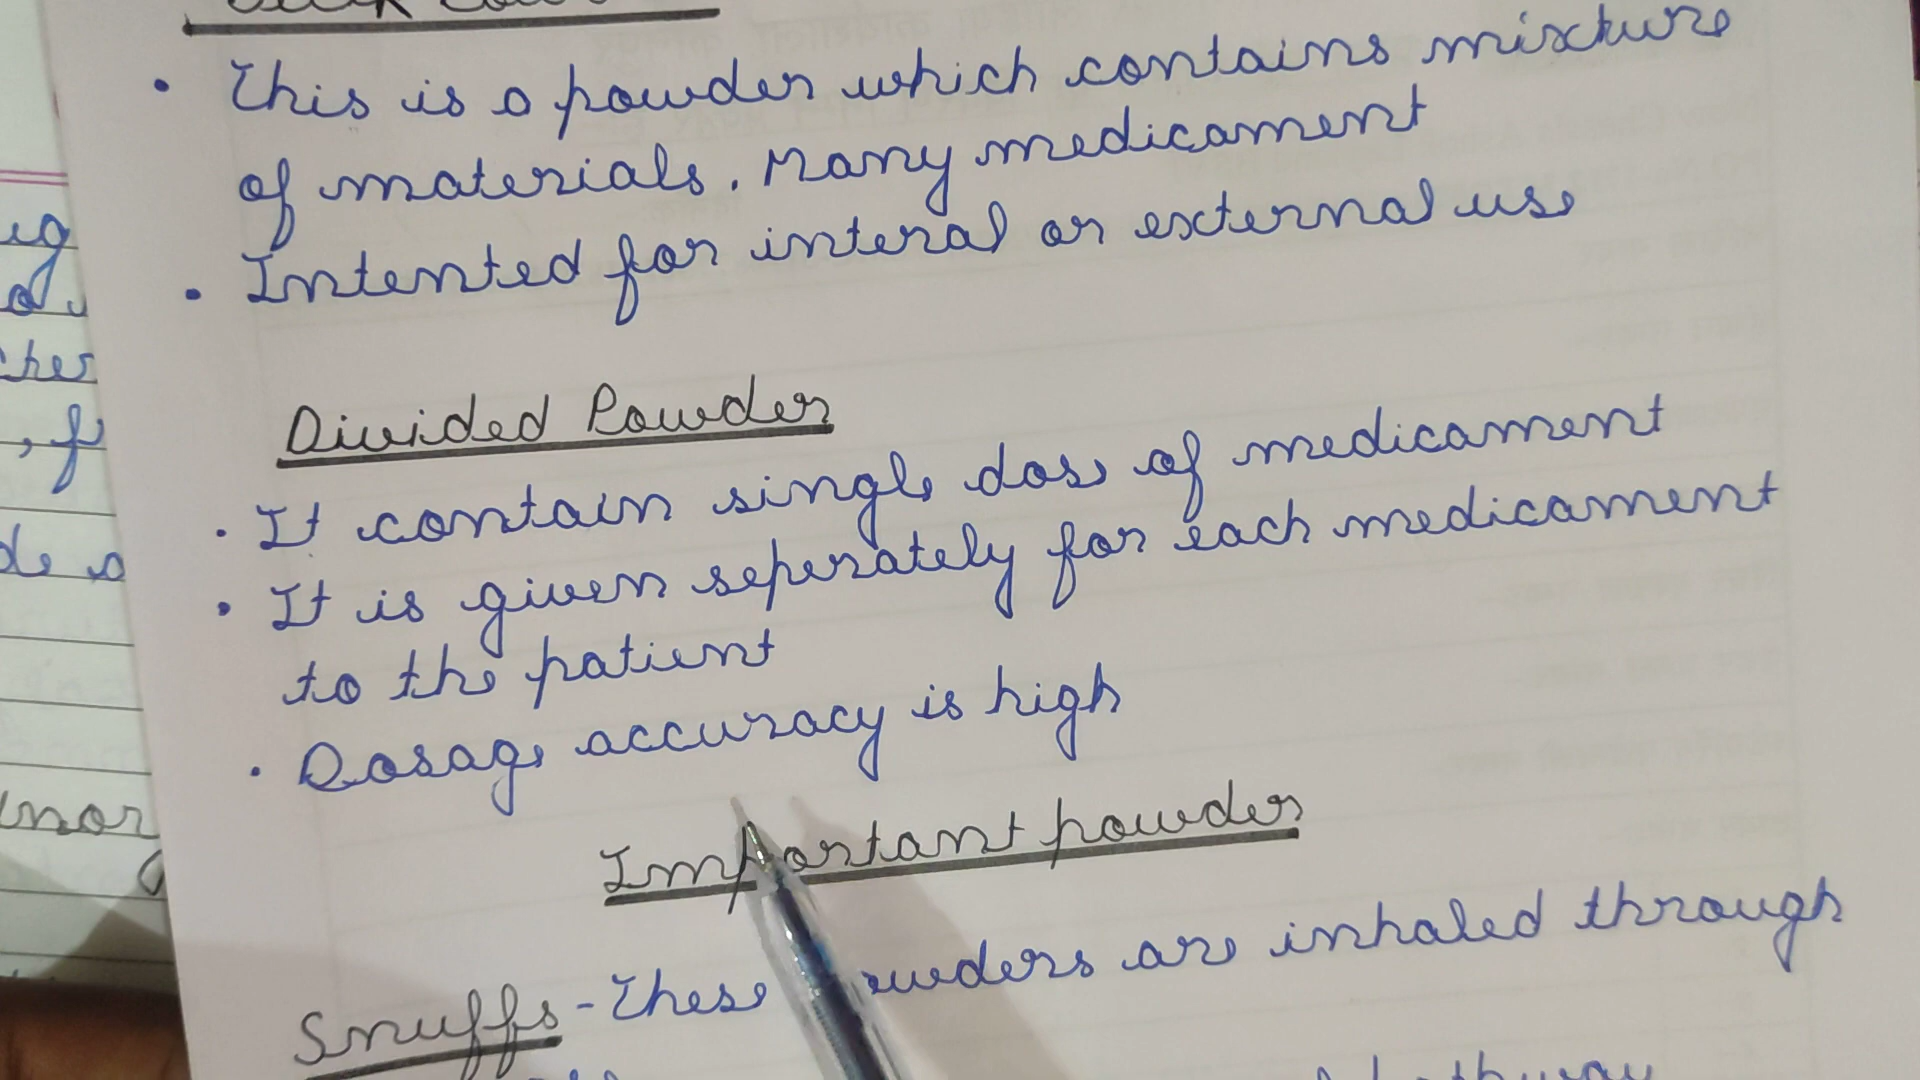 • This is a powder which contains mixture
of materials. Many medicament
• Intented for interal or external use
Divided Powder
• It contain single dose of medicament
• It is given seperately for each medicament
to the patient
• Dosage accuracy is high
Important powder
Snuffs - These powders are inhaled through